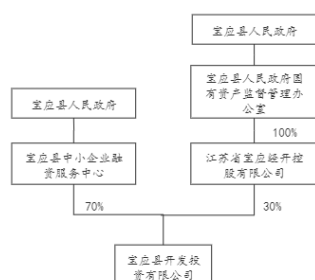 宝应县人民政府
宝应县人民政府国
有资产监督管理办
公室
宝应县人民政府
100%
宝应县中小企业融
资服务中心
江苏省宝应经开控
股有限公司
70%
30%
宝应县开发投
资有限公司